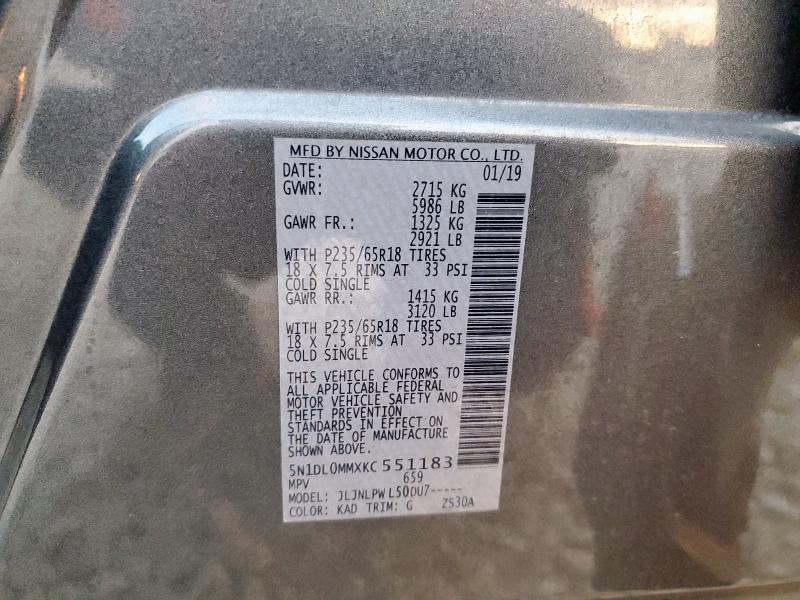 MFD BY NISSAN MOTOR CO., LTD.
DATE: 01/19
GVWR: 2715 KG
5986 LB
GAWR FR.: 1325 KG
2921 LB
WITH P235/65R18 TIRES
18 X 7.5 RIMS AT 33 PSI
COLD SINGLE
GAWR RR.: 1415 KG
3120 LB
WITH P235/65R18 TIRES
18 X 7.5 RIMS AT 33 PSI
COLD SINGLE
THIS VEHICLE CONFORMS TO
ALL APPLICABLE FEDERAL
MOTOR VEHICLE SAFETY AND
THEFT PREVENTION
STANDARDS IN EFFECT ON
THE DATE OF MANUFACTURE
SHOWN ABOVE.
5N1DL0MMXKC551183
MPV 659
MODEL: JLJNLPWL50DU7-----
COLOR: KAD TRIM: G ZS30A